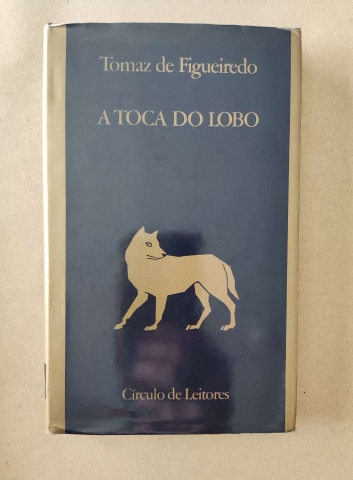 Tomaz de Figueiredo
A TOCA DO LOBO
Círculo de Leitores